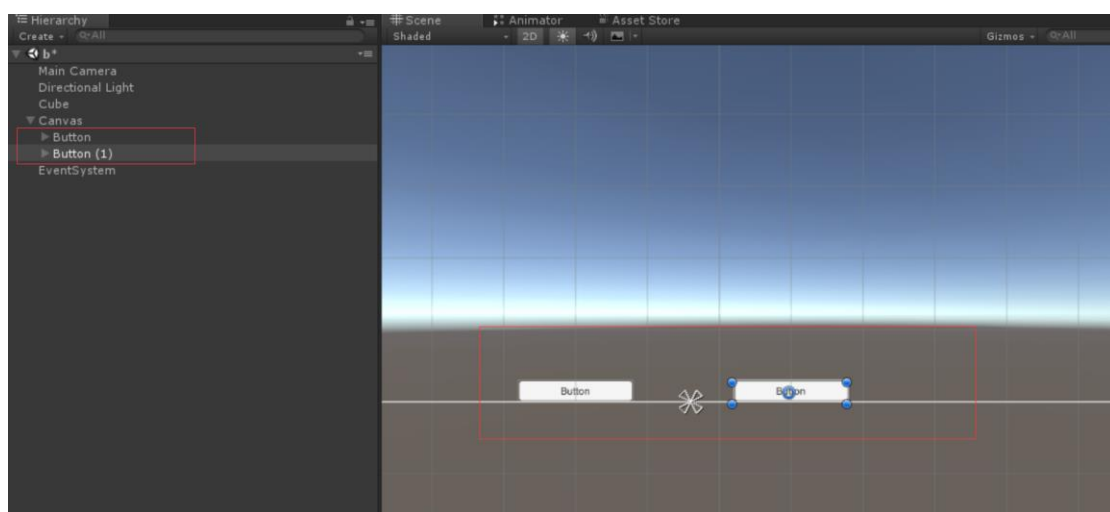 Hierarchy
Create
All
b*
Main Camera
Directional Light
Cube
Canvas
Button
Button (1)
EventSystem
Scene Animator Asset Store
Shaded 2D Gizmos All
Button Button